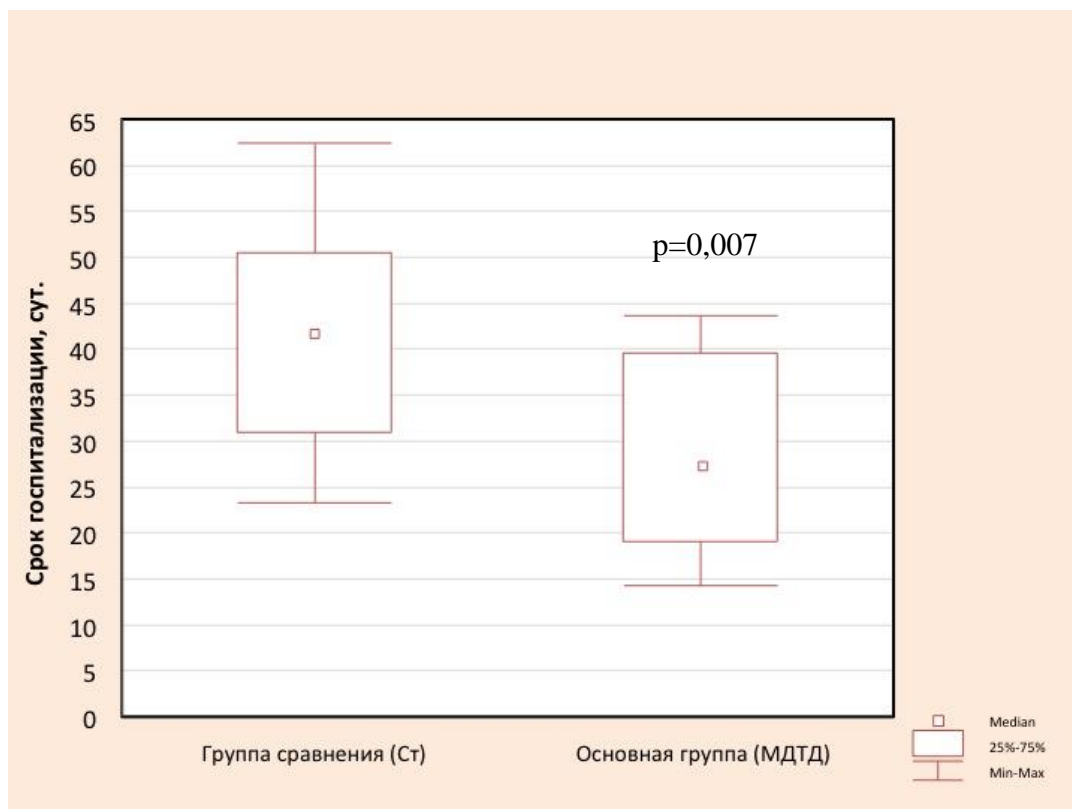 65
60
55
50
45
40
35
30
25
20
15
10
5
0
Срок госпитализации, сут.
p=0,007
Группа сравнения (Ст)
Основная группа (МДТД)
Median
25%-75%
Min-Max